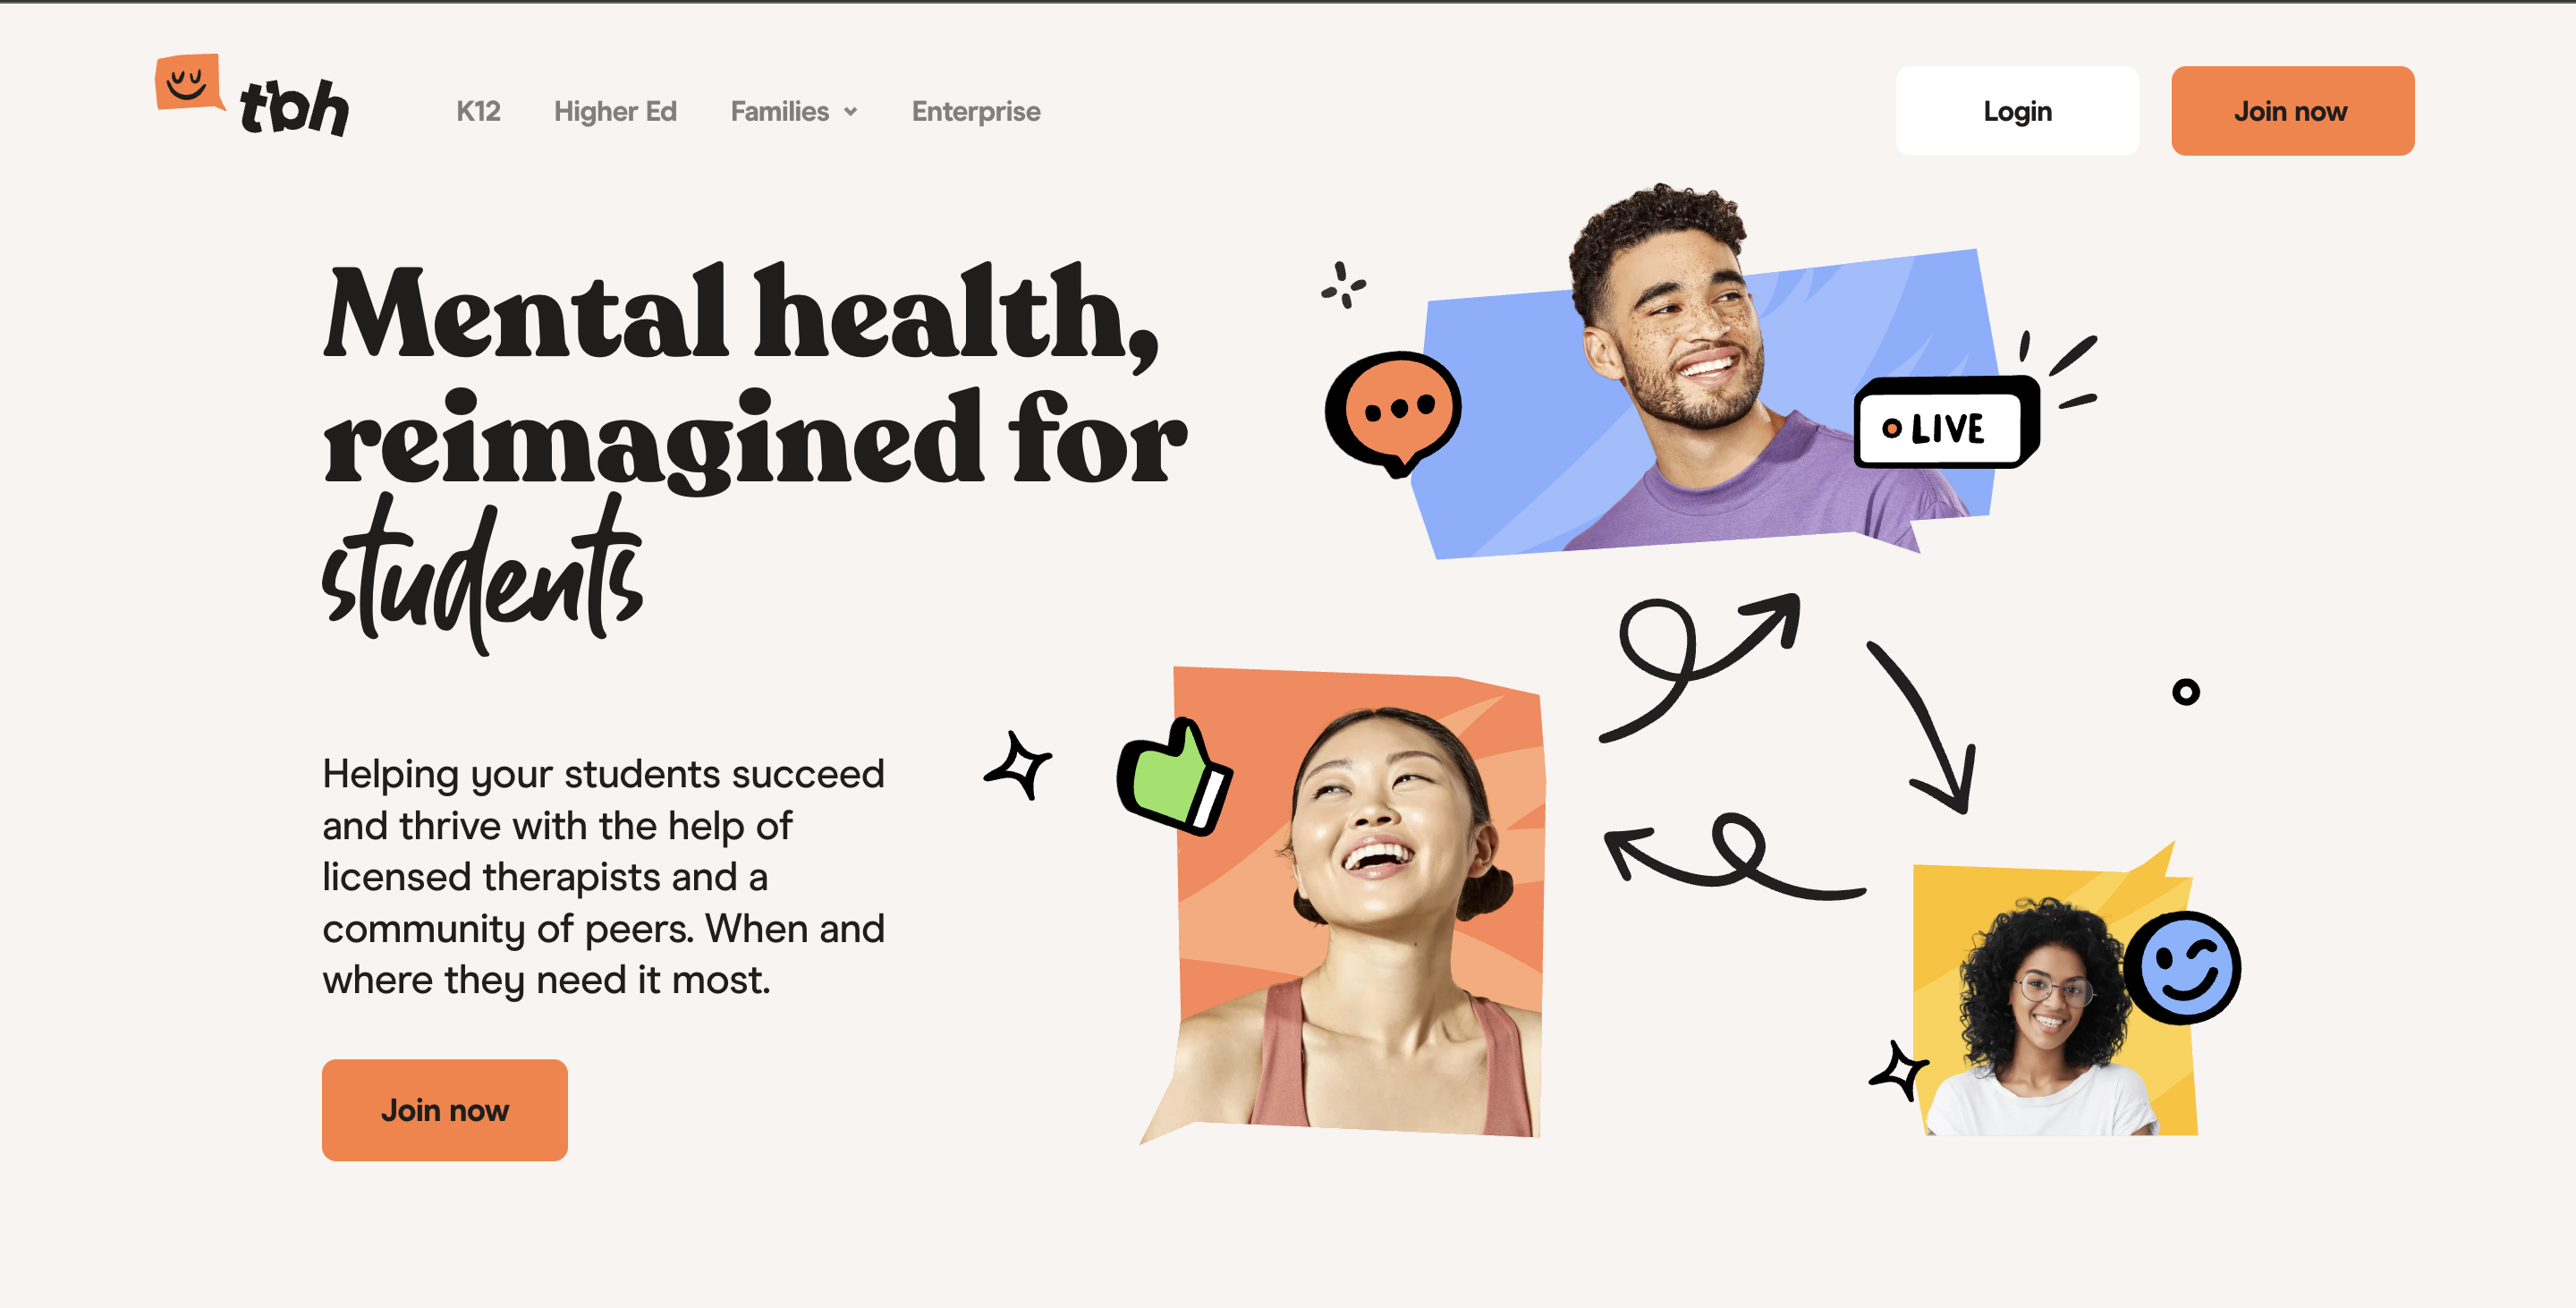 tbh
K12
Higher Ed
Families
Enterprise
Login
Join now
Mental health,
reimagined for
students
LIVE
Helping your students succeed
and thrive with the help of
licensed therapists and a
community of peers. When and
where they need it most.
Join now